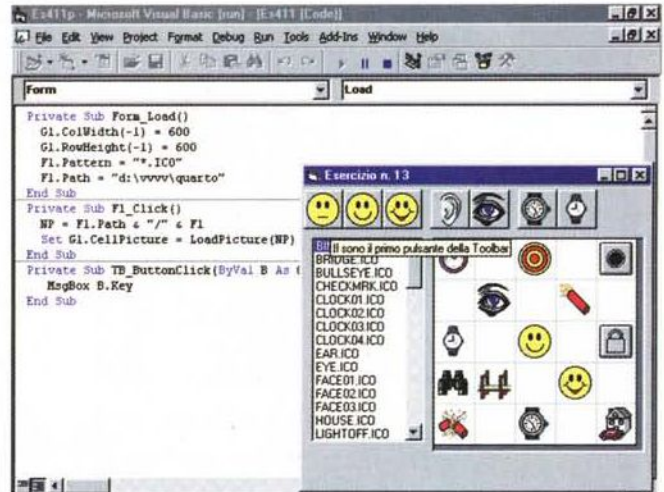 Ex411p - Microsoft Visual Basic [run] - [Ex411 [Code]]
File Edit View Project Format Debug Run Tools Add-Ins Window Help
Form
Load
Private Sub Form_Load()
G1.ColWidth(-1) = 600
G1.RowHeight(-1) = 600
F1.Pattern = "*.ICO"
F1.Path = "d:\vvvv\quarto"
End Sub
Private Sub F1_Click()
NP = F1.Path & "/" & F1
Set G1.CellPicture = LoadPicture(NP)
End Sub
Private Sub TB_ButtonClick(ByVal B As
MsgBox B.Key
End Sub
Esercizio n. 13
II sono il primo pulsante della Toolbar
BRIDGE.ICO
BULLSEYE.ICO
CHECKMRK.ICO
CLOCK01.ICO
CLOCK02.ICO
CLOCK03.ICO
CLOCK04.ICO
EAR.ICO
EYE.ICO
FACE01.ICO
FACE02.ICO
FACE03.ICO
HOUSE.ICO
LIGHTOFF.ICO